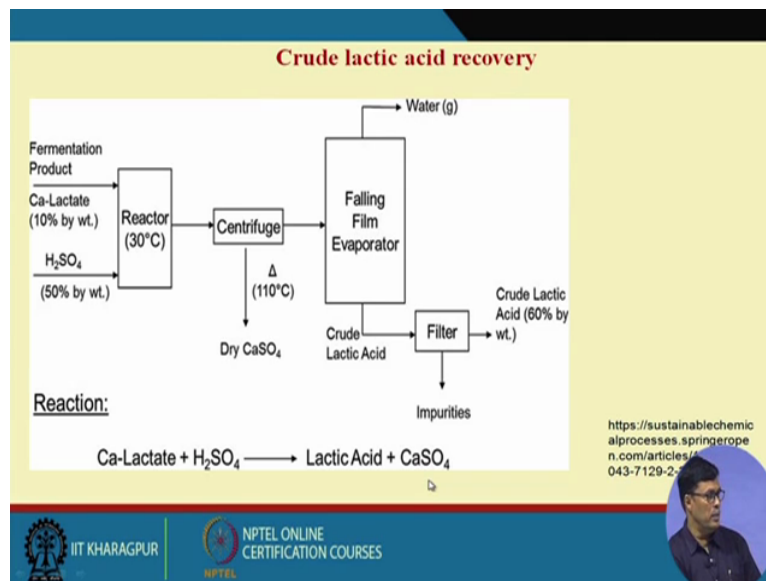 Crude lactic acid recovery
Water (g)
Fermentation
Product
Ca-Lactate
(10% by wt.)
H₂SO₄
(50% by wt.)
Reactor
(30°C)
Centrifuge
Δ
(110°C)
Dry CaSO₄
Falling
Film
Evaporator
Crude
Lactic Acid
Filter
Impurities
Crude Lactic
Acid (60% by
wt.)
Reaction:
Ca-Lactate + H₂SO₄ ⟶ Lactic Acid + CaSO₄
https://sustainablechemic
alprocesses.springerope
n.com/articles/
043-7129-2-
IIT KHARAGPUR
NPTEL
NPTEL ONLINE
CERTIFICATION COURSES